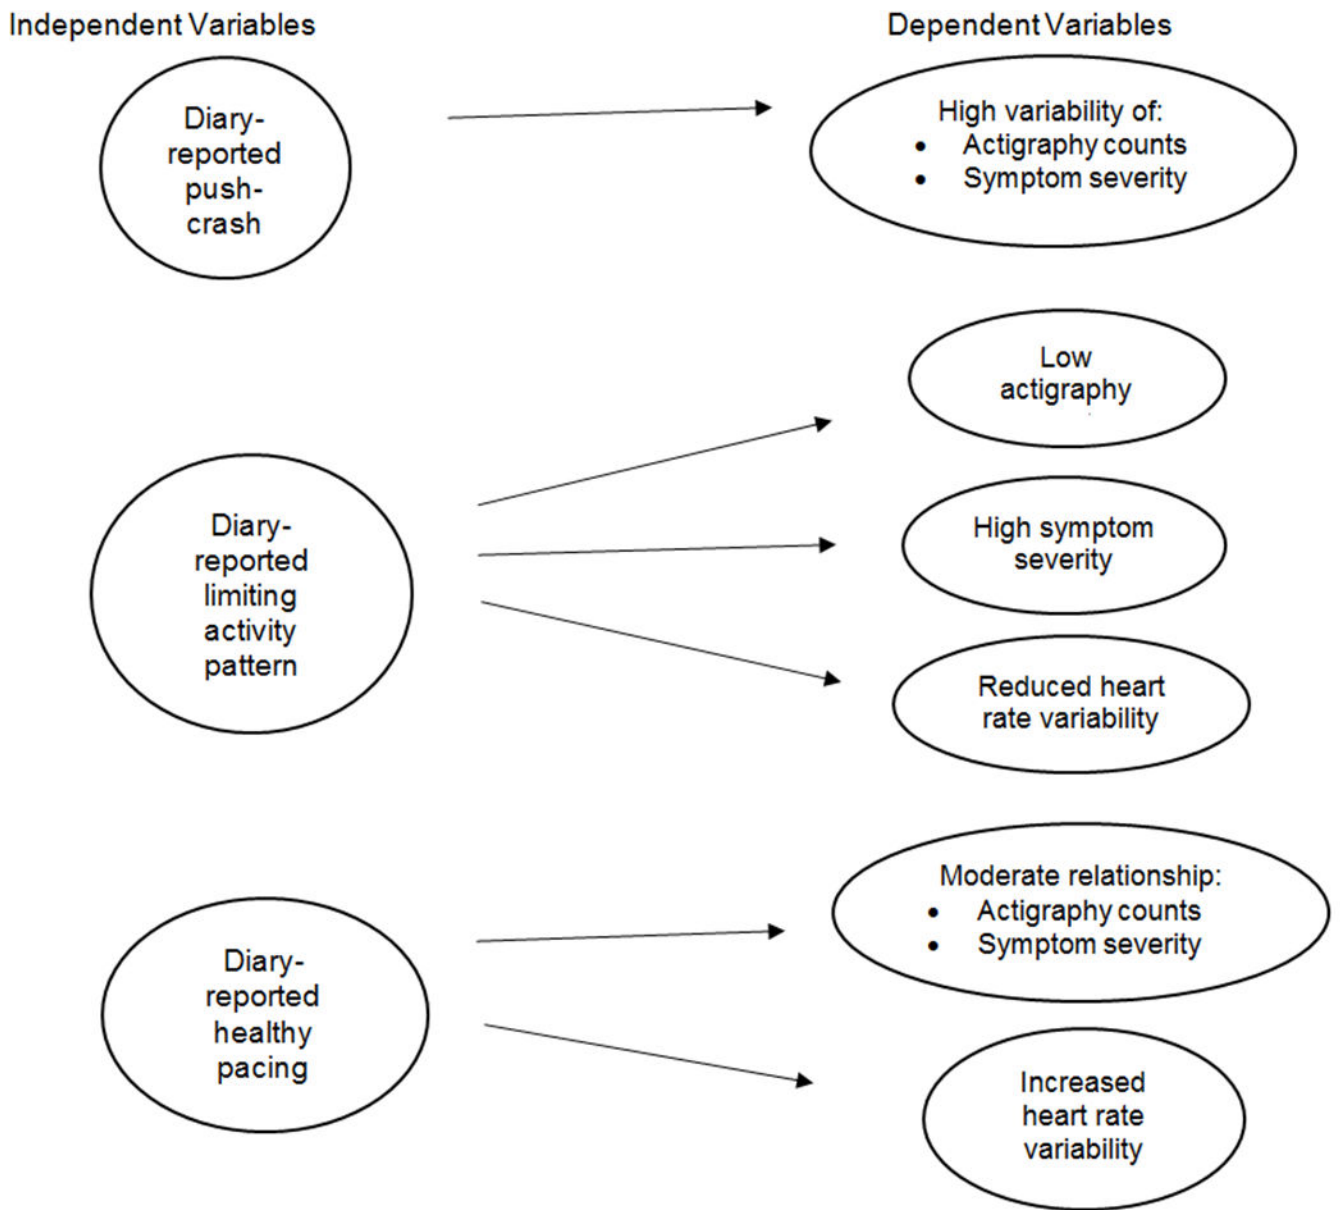 Independent Variables
Dependent Variables
Diary-
reported
push-
crash
High variability of:
• Actigraphy counts
• Symptom severity
Low
actigraphy
Diary-
reported
limiting
activity
pattern
High symptom
severity
Reduced heart
rate variability
Diary-
reported
healthy
pacing
Moderate relationship:
• Actigraphy counts
• Symptom severity
Increased
heart rate
variability